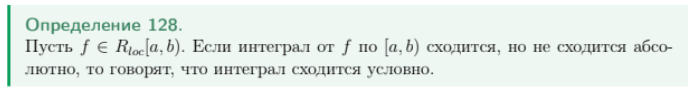 Определение 128.
Пусть f ∈ R_{loc}[a, b). Если интеграл от f по [a, b) сходится, но не сходится абсо-
лютно, то говорят, что интеграл сходится условно.